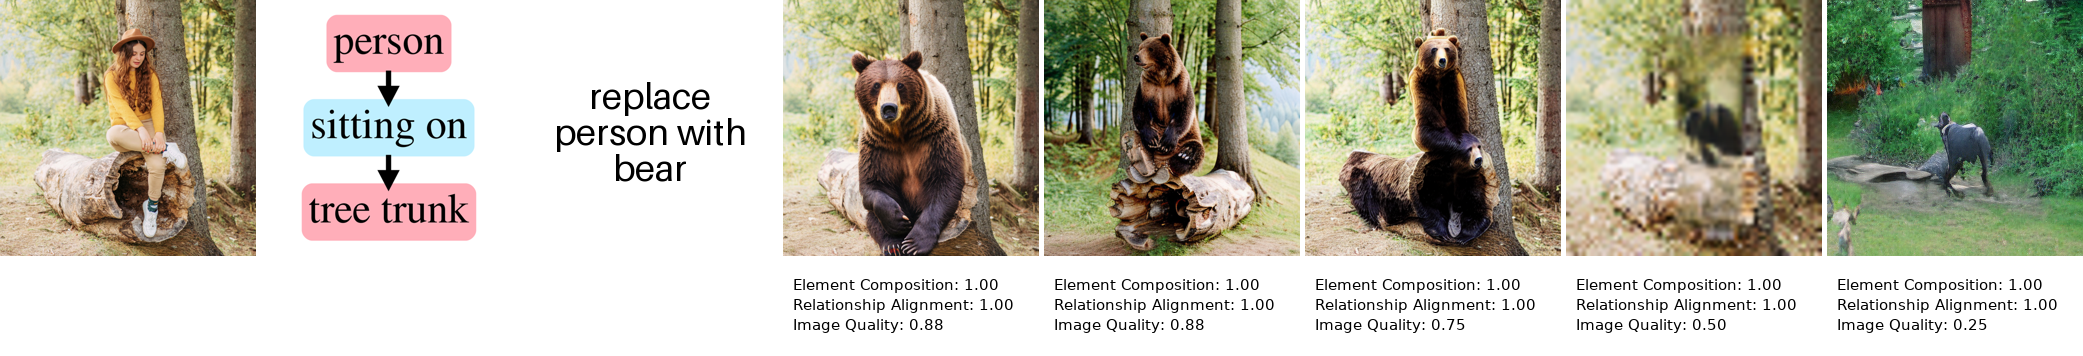 person
sitting on
tree trunk
replace
person with
bear
Element Composition: 1.00
Relationship Alignment: 1.00
Image Quality: 0.88
Element Composition: 1.00
Relationship Alignment: 1.00
Image Quality: 0.88
Element Composition: 1.00
Relationship Alignment: 1.00
Image Quality: 0.75
Element Composition: 1.00
Relationship Alignment: 1.00
Image Quality: 0.50
Element Composition: 1.00
Relationship Alignment: 1.00
Image Quality: 0.25